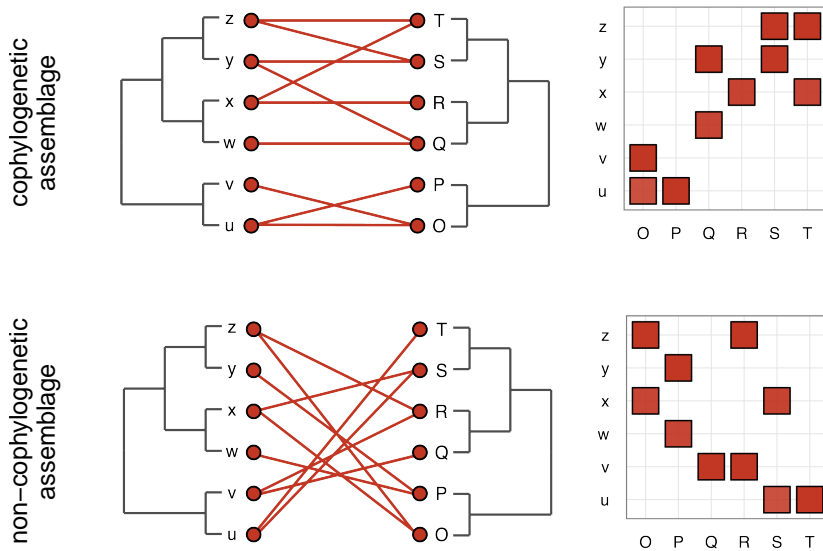 cophylogenetic
assemblage
z T
y S
x R
w Q
v P
u O
z
y
x
w
v
u
O P Q R S T
non−cophylogenetic
assemblage
z T
y S
x R
w Q
v P
u O
z
y
x
w
v
u
O P Q R S T